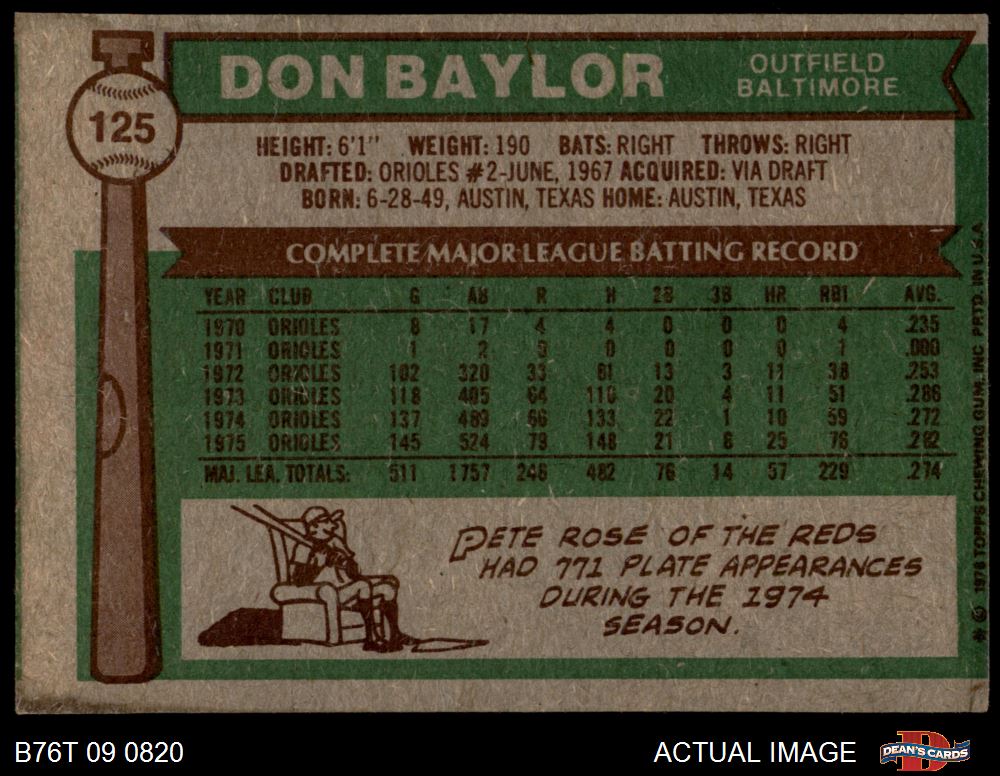 DON BAYLOR
OUTFIELD
BALTIMORE
125
HEIGHT: 6'1" WEIGHT: 190 BATS: RIGHT THROWS: RIGHT
DRAFTED: ORIOLES #2-JUNE, 1967 ACQUIRED: VIA DRAFT
BORN: 6-28-49, AUSTIN, TEXAS HOME: AUSTIN, TEXAS
COMPLETE MAJOR LEAGUE BATTING RECORD
YEAR CLUB G AB R H 2B 3B HR RBI AVG.
1970 ORIOLES 8 17 4 4 0 0 0 4 .235
1971 ORIOLES 1 2 0 0 0 0 1 .000
1972 ORIOLES 102 320 33 81 13 3 11 38 .253
1973 ORIOLES 118 405 64 116 20 4 11 51 .286
1974 ORIOLES 137 489 66 133 22 1 10 59 .272
1975 ORIOLES 145 524 79 148 21 6 25 76 .282
MAJ. LEA. TOTALS: 511 1757 246 482 76 14 57 229 .274
PETE ROSE OF THE REDS
HAD 771 PLATE APPEARANCES
DURING THE 1974
SEASON.
* © 1976 TOPPS CHEWING GUM, INC. PRTD. IN U.S.A.
B76T 09 0820
ACTUAL IMAGE
DEAN'S CARDS